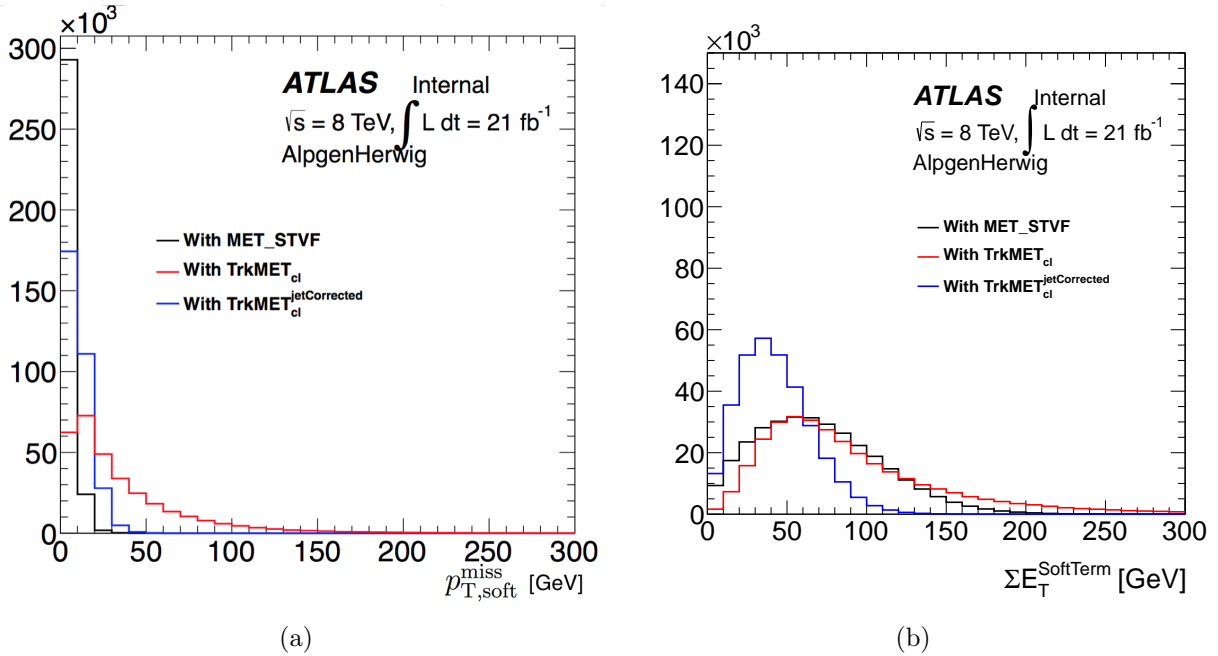 ×10³
300
250
200
150
100
50
0
ATLAS Internal
√s = 8 TeV, ∫ L dt = 21 fb⁻¹
AlpgenHerwig
With MET_STVF
With TrkMET_cl
With TrkMET_cl^jetCorrected
0 50 100 150 200 250 300
p_T,soft^miss [GeV]
(a)
×10³
140
120
100
80
60
40
20
0
ATLAS Internal
√s = 8 TeV, ∫ L dt = 21 fb⁻¹
AlpgenHerwig
With MET_STVF
With TrkMET_cl
With TrkMET_cl^jetCorrected
0 50 100 150 200 250 300
ΣE_T^SoftTerm [GeV]
(b)